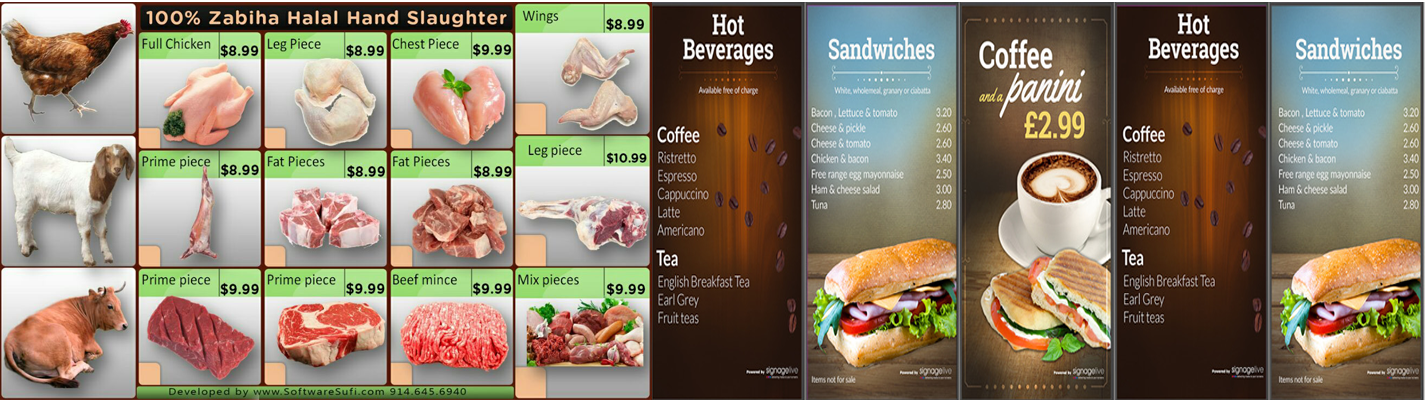 100% Zabiha Halal Hand Slaughter
Full Chicken $8.99
Leg Piece $8.99
Chest Piece $9.99
Wings $8.99
Prime piece $8.99
Fat Pieces $8.99
Fat Pieces $8.99
Leg piece $10.99
Prime piece $9.99
Prime piece $9.99
Beef mince $9.99
Mix pieces $9.99
Developed by www.SoftwareSufi.com 914.645.6940
Hot
Beverages
Available free of charge
Coffee
Ristretto
Espresso
Cappuccino
Latte
Americano
Tea
English Breakfast Tea
Earl Grey
Fruit teas
Powered by signagelive
Sandwiches
White, wholemeal, granary or ciabatta
Bacon , Lettuce & tomato 3.20
Cheese & pickle 2.60
Cheese & tomato 2.60
Chicken & bacon 3.40
Free range egg mayonnaise 2.50
Ham & cheese salad 3.00
Tuna 2.80
Items not for sale
Powered by signagelive
Coffee
and a panini
£2.99
Powered by signagelive
Hot
Beverages
Available free of charge
Coffee
Ristretto
Espresso
Cappuccino
Latte
Americano
Tea
English Breakfast Tea
Earl Grey
Fruit teas
Powered by signagelive
Sandwiches
White, wholemeal, granary or ciabatta
Bacon , Lettuce & tomato 3.20
Cheese & pickle 2.60
Cheese & tomato 2.60
Chicken & bacon 3.40
Free range egg mayonnaise 2.50
Ham & cheese salad 3.00
Tuna 2.80
Items not for sale
Powered by signagelive